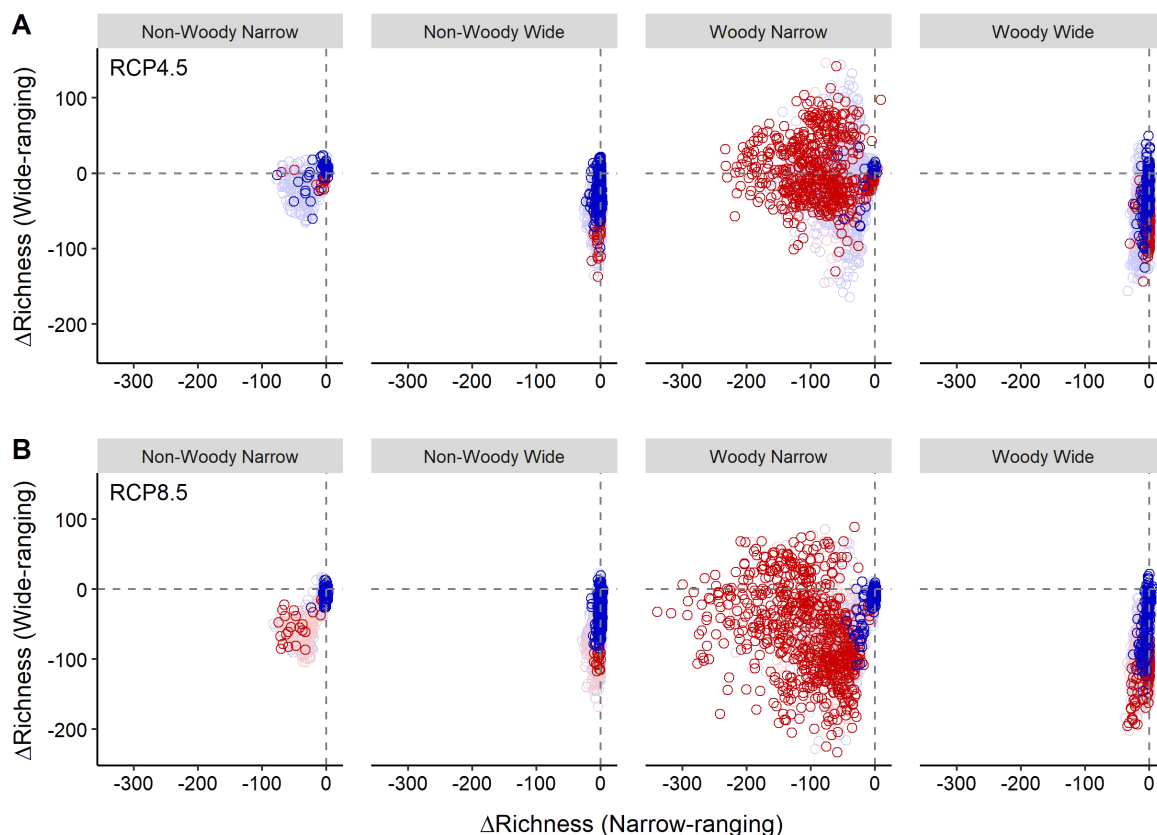 A
Non-Woody Narrow
Non-Woody Wide
Woody Narrow
Woody Wide
RCP4.5
ΔRichness (Wide-ranging)
100
0
-100
-200
-300 -200 -100 0
-300 -200 -100 0
-300 -200 -100 0
-300 -200 -100 0
B
Non-Woody Narrow
Non-Woody Wide
Woody Narrow
Woody Wide
RCP8.5
ΔRichness (Wide-ranging)
100
0
-100
-200
-300 -200 -100 0
-300 -200 -100 0
-300 -200 -100 0
-300 -200 -100 0
ΔRichness (Narrow-ranging)